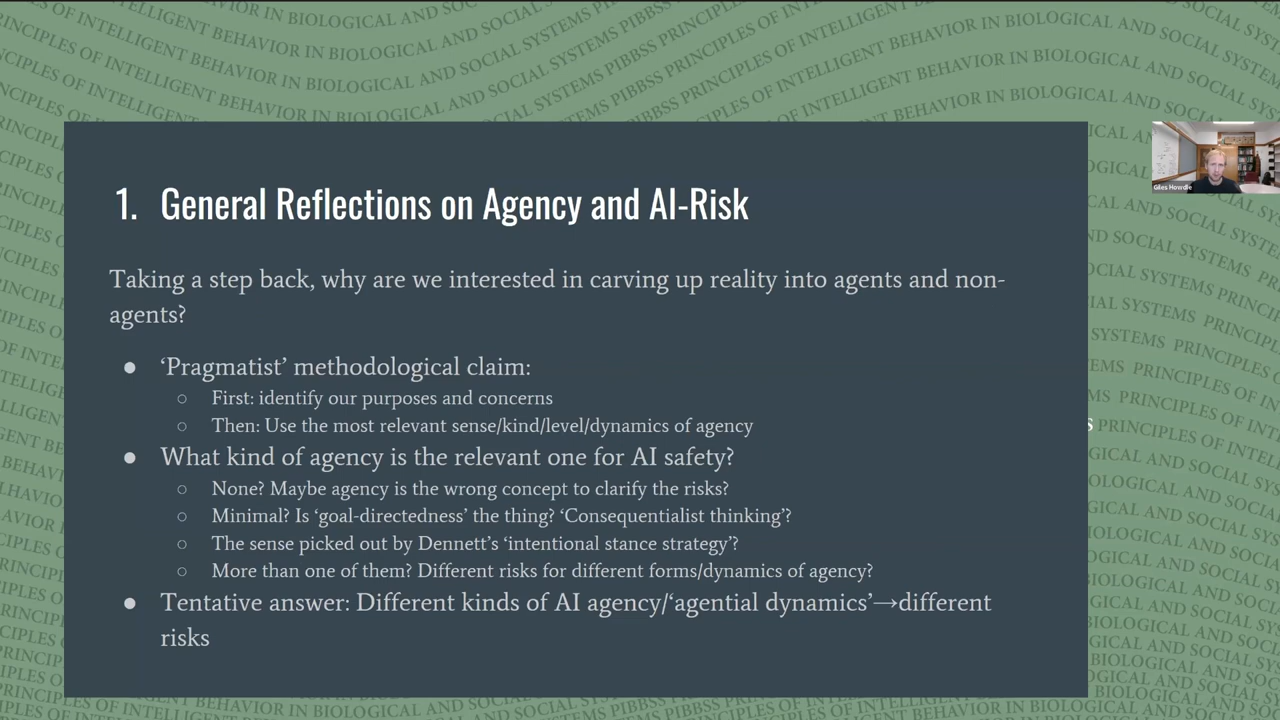 1. General Reflections on Agency and AI-Risk
Taking a step back, why are we interested in carving up reality into agents and non-
agents?
● ‘Pragmatist’ methodological claim:
○ First: identify our purposes and concerns
○ Then: Use the most relevant sense/kind/level/dynamics of agency
● What kind of agency is the relevant one for AI safety?
○ None? Maybe agency is the wrong concept to clarify the risks?
○ Minimal? Is ‘goal-directedness’ the thing? ‘Consequentialist thinking’?
○ The sense picked out by Dennett’s ‘intentional stance strategy’?
○ More than one of them? Different risks for different forms/dynamics of agency?
● Tentative answer: Different kinds of AI agency/‘agential dynamics’→different
risks
Giles Howdle
PRINCIPLES OF INTELLIGENT BEHAVIOR IN BIOLOGICAL AND SOCIAL SYSTEMS PIBBSS